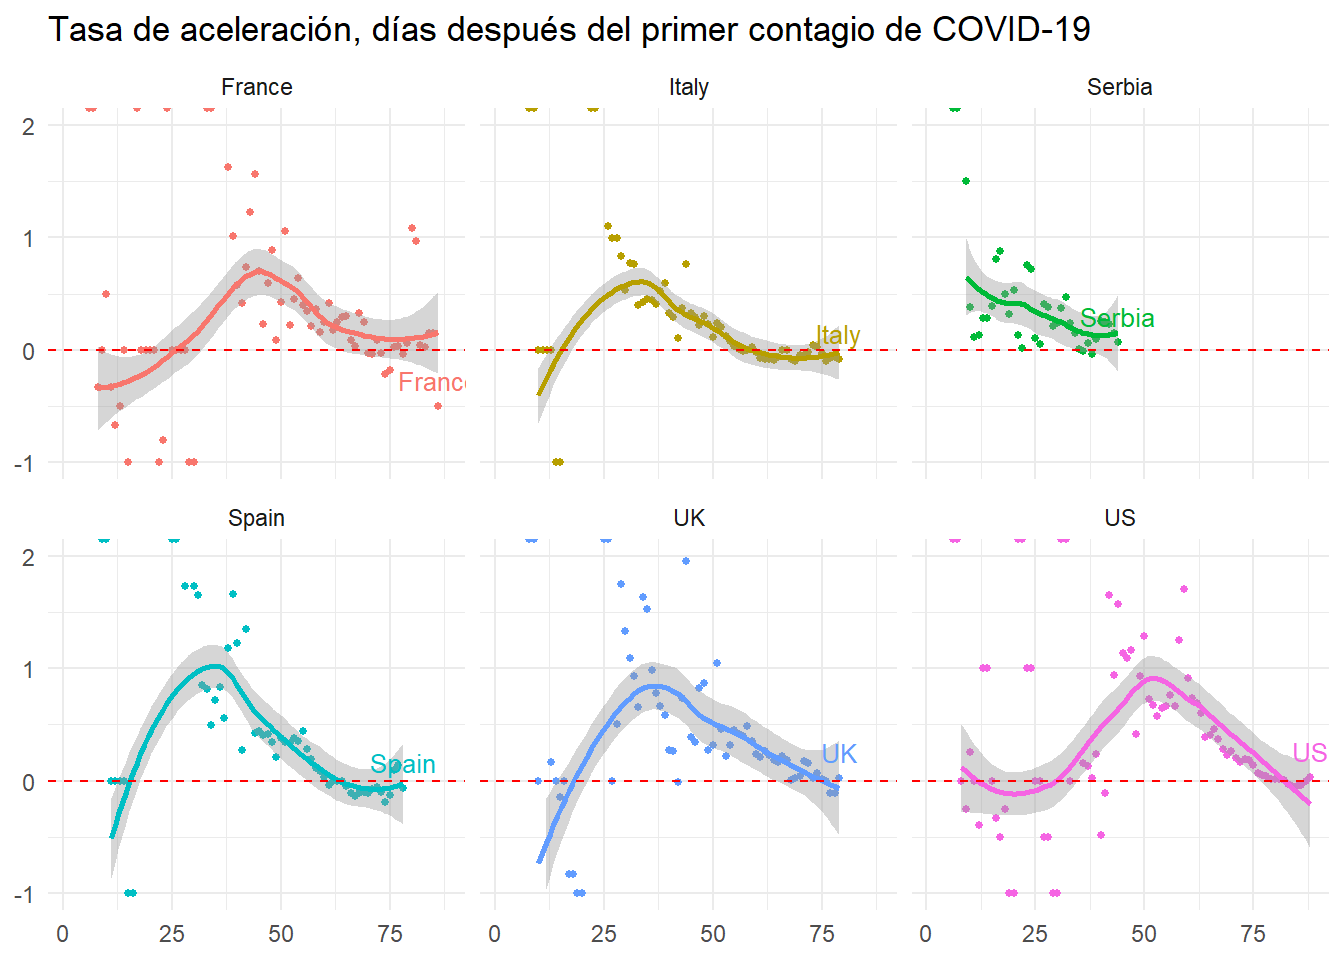 Tasa de aceleración, días después del primer contagio de COVID-19
France Italy Serbia
2
1
0
-1
France
Italy
Serbia
Spain UK US
2
1
0
-1
Spain
UK
US
0 25 50 75 0 25 50 75 0 25 50 75